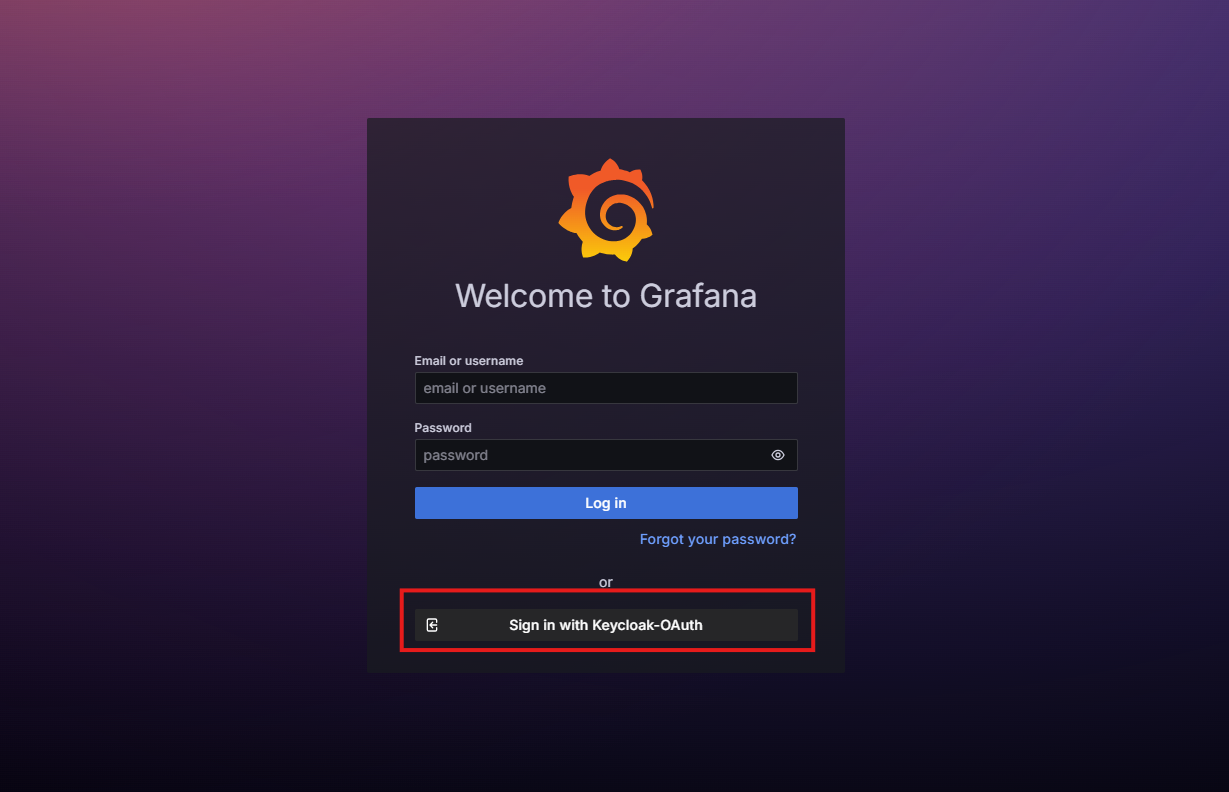 Welcome to Grafana
Email or username
email or username
Password
password
Log in
Forgot your password?
or
Sign in with Keycloak-OAuth